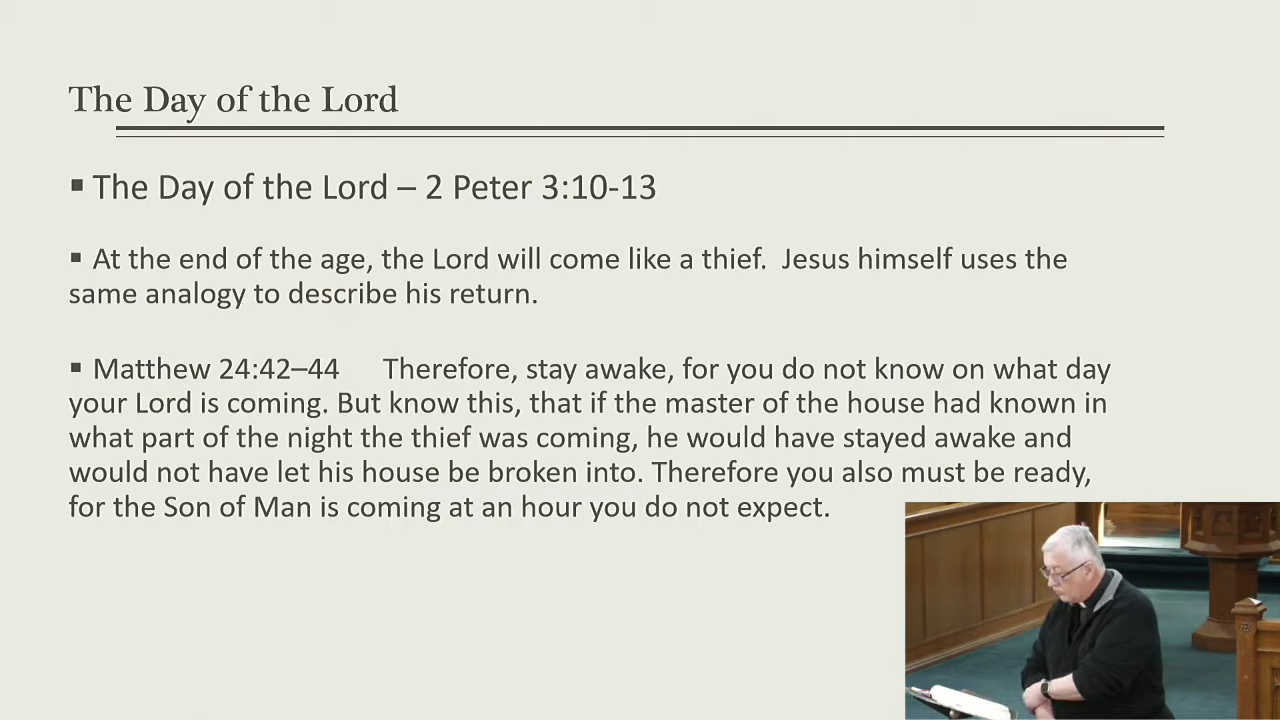 The Day of the Lord
▪ The Day of the Lord – 2 Peter 3:10-13
▪ At the end of the age, the Lord will come like a thief.  Jesus himself uses the
same analogy to describe his return.
▪ Matthew 24:42–44     Therefore, stay awake, for you do not know on what day
your Lord is coming. But know this, that if the master of the house had known in
what part of the night the thief was coming, he would have stayed awake and
would not have let his house be broken into. Therefore you also must be ready,
for the Son of Man is coming at an hour you do not expect.